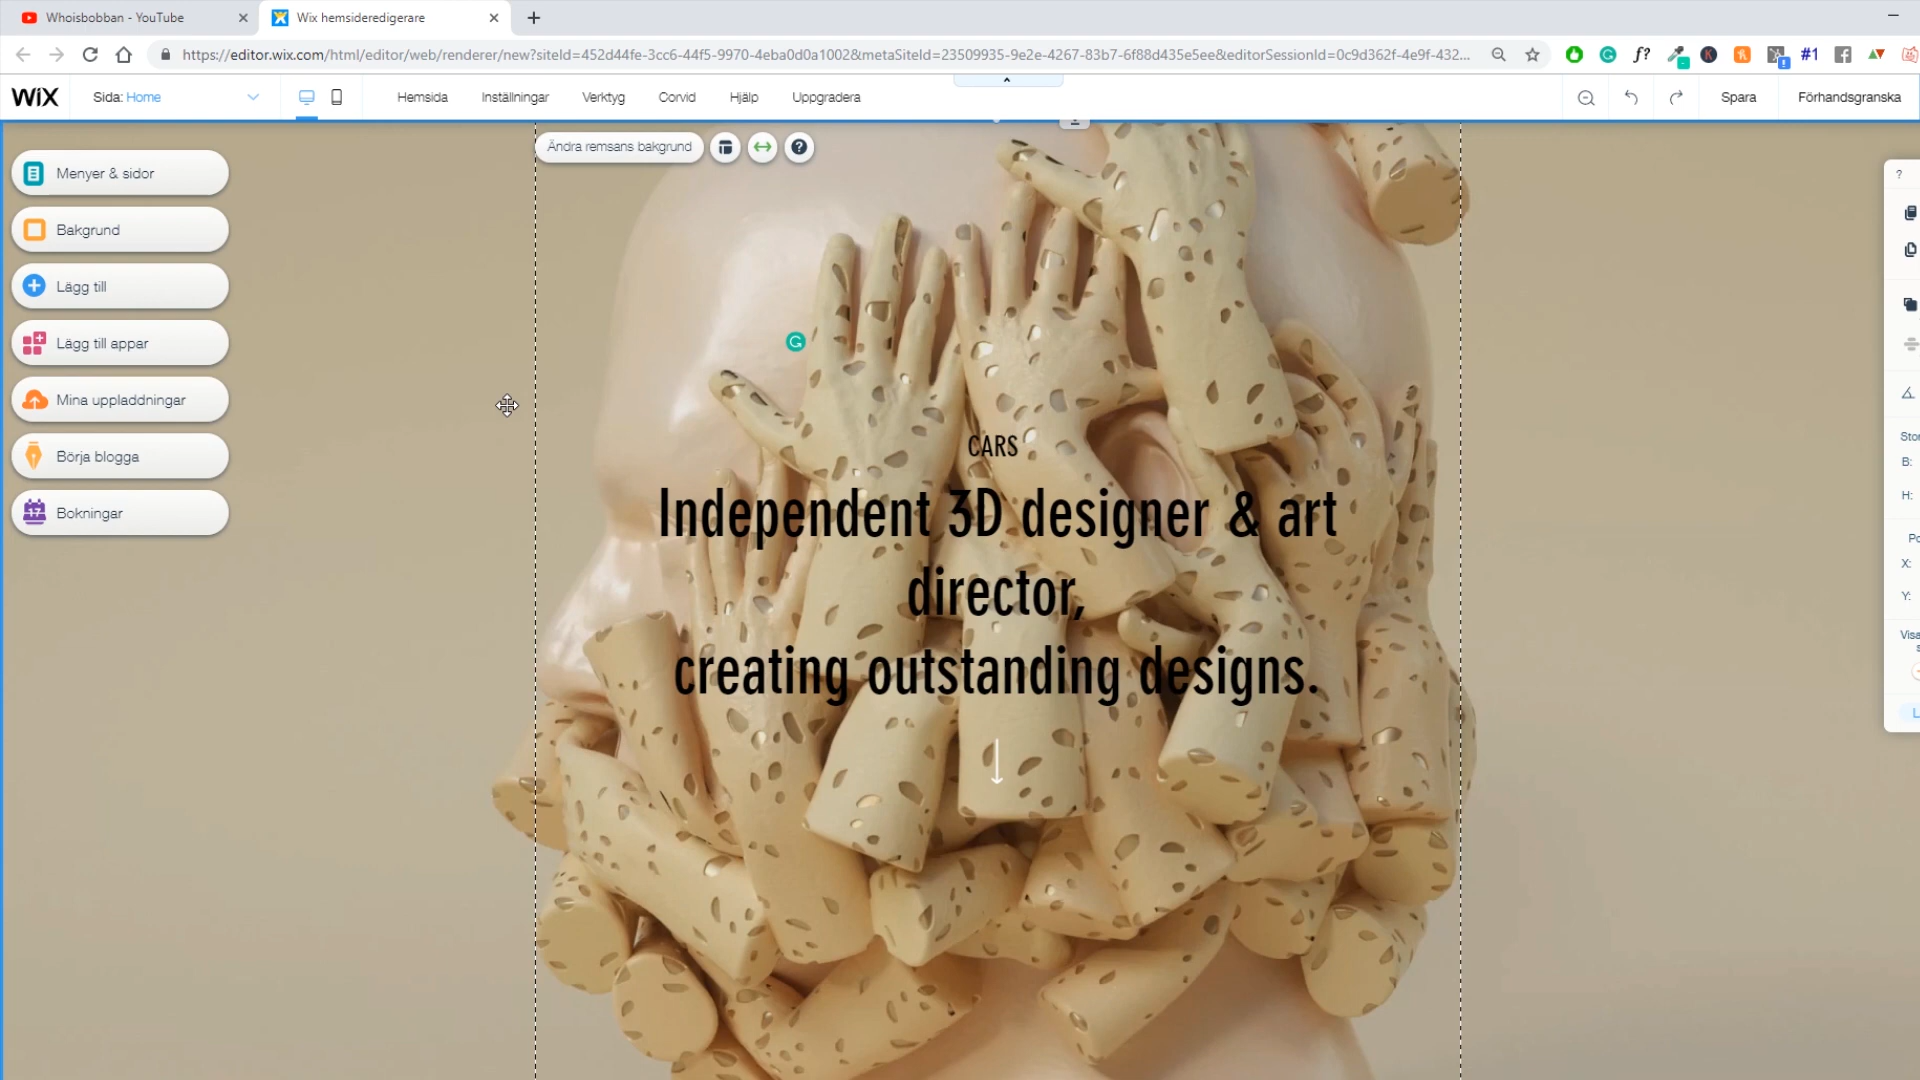 Whoisbobban - YouTube
Wix hemsideredigerare
https://editor.wix.com/html/editor/web/renderer/new?siteId=452d44fe-3cc6-44f5-9970-4eba0d0a1002&metaSiteId=23509935-9e2e-4267-83b7-6f88d435e5ee&editorSessionId=0c9d362f-4e9f-432...
f?
#1
WiX
Sida: Home
Hemsida
Inställningar
Verktyg
Corvid
Hjälp
Uppgradera
Spara
Förhandsgranska
Ändra remsans bakgrund
?
Menyer & sidor
Bakgrund
Lägg till
Lägg till appar
Mina uppladdningar
Börja blogga
17
Bokningar
CARS
Independent 3D designer & art
director,
creating outstanding designs.
?
B:
H:
X:
Y: